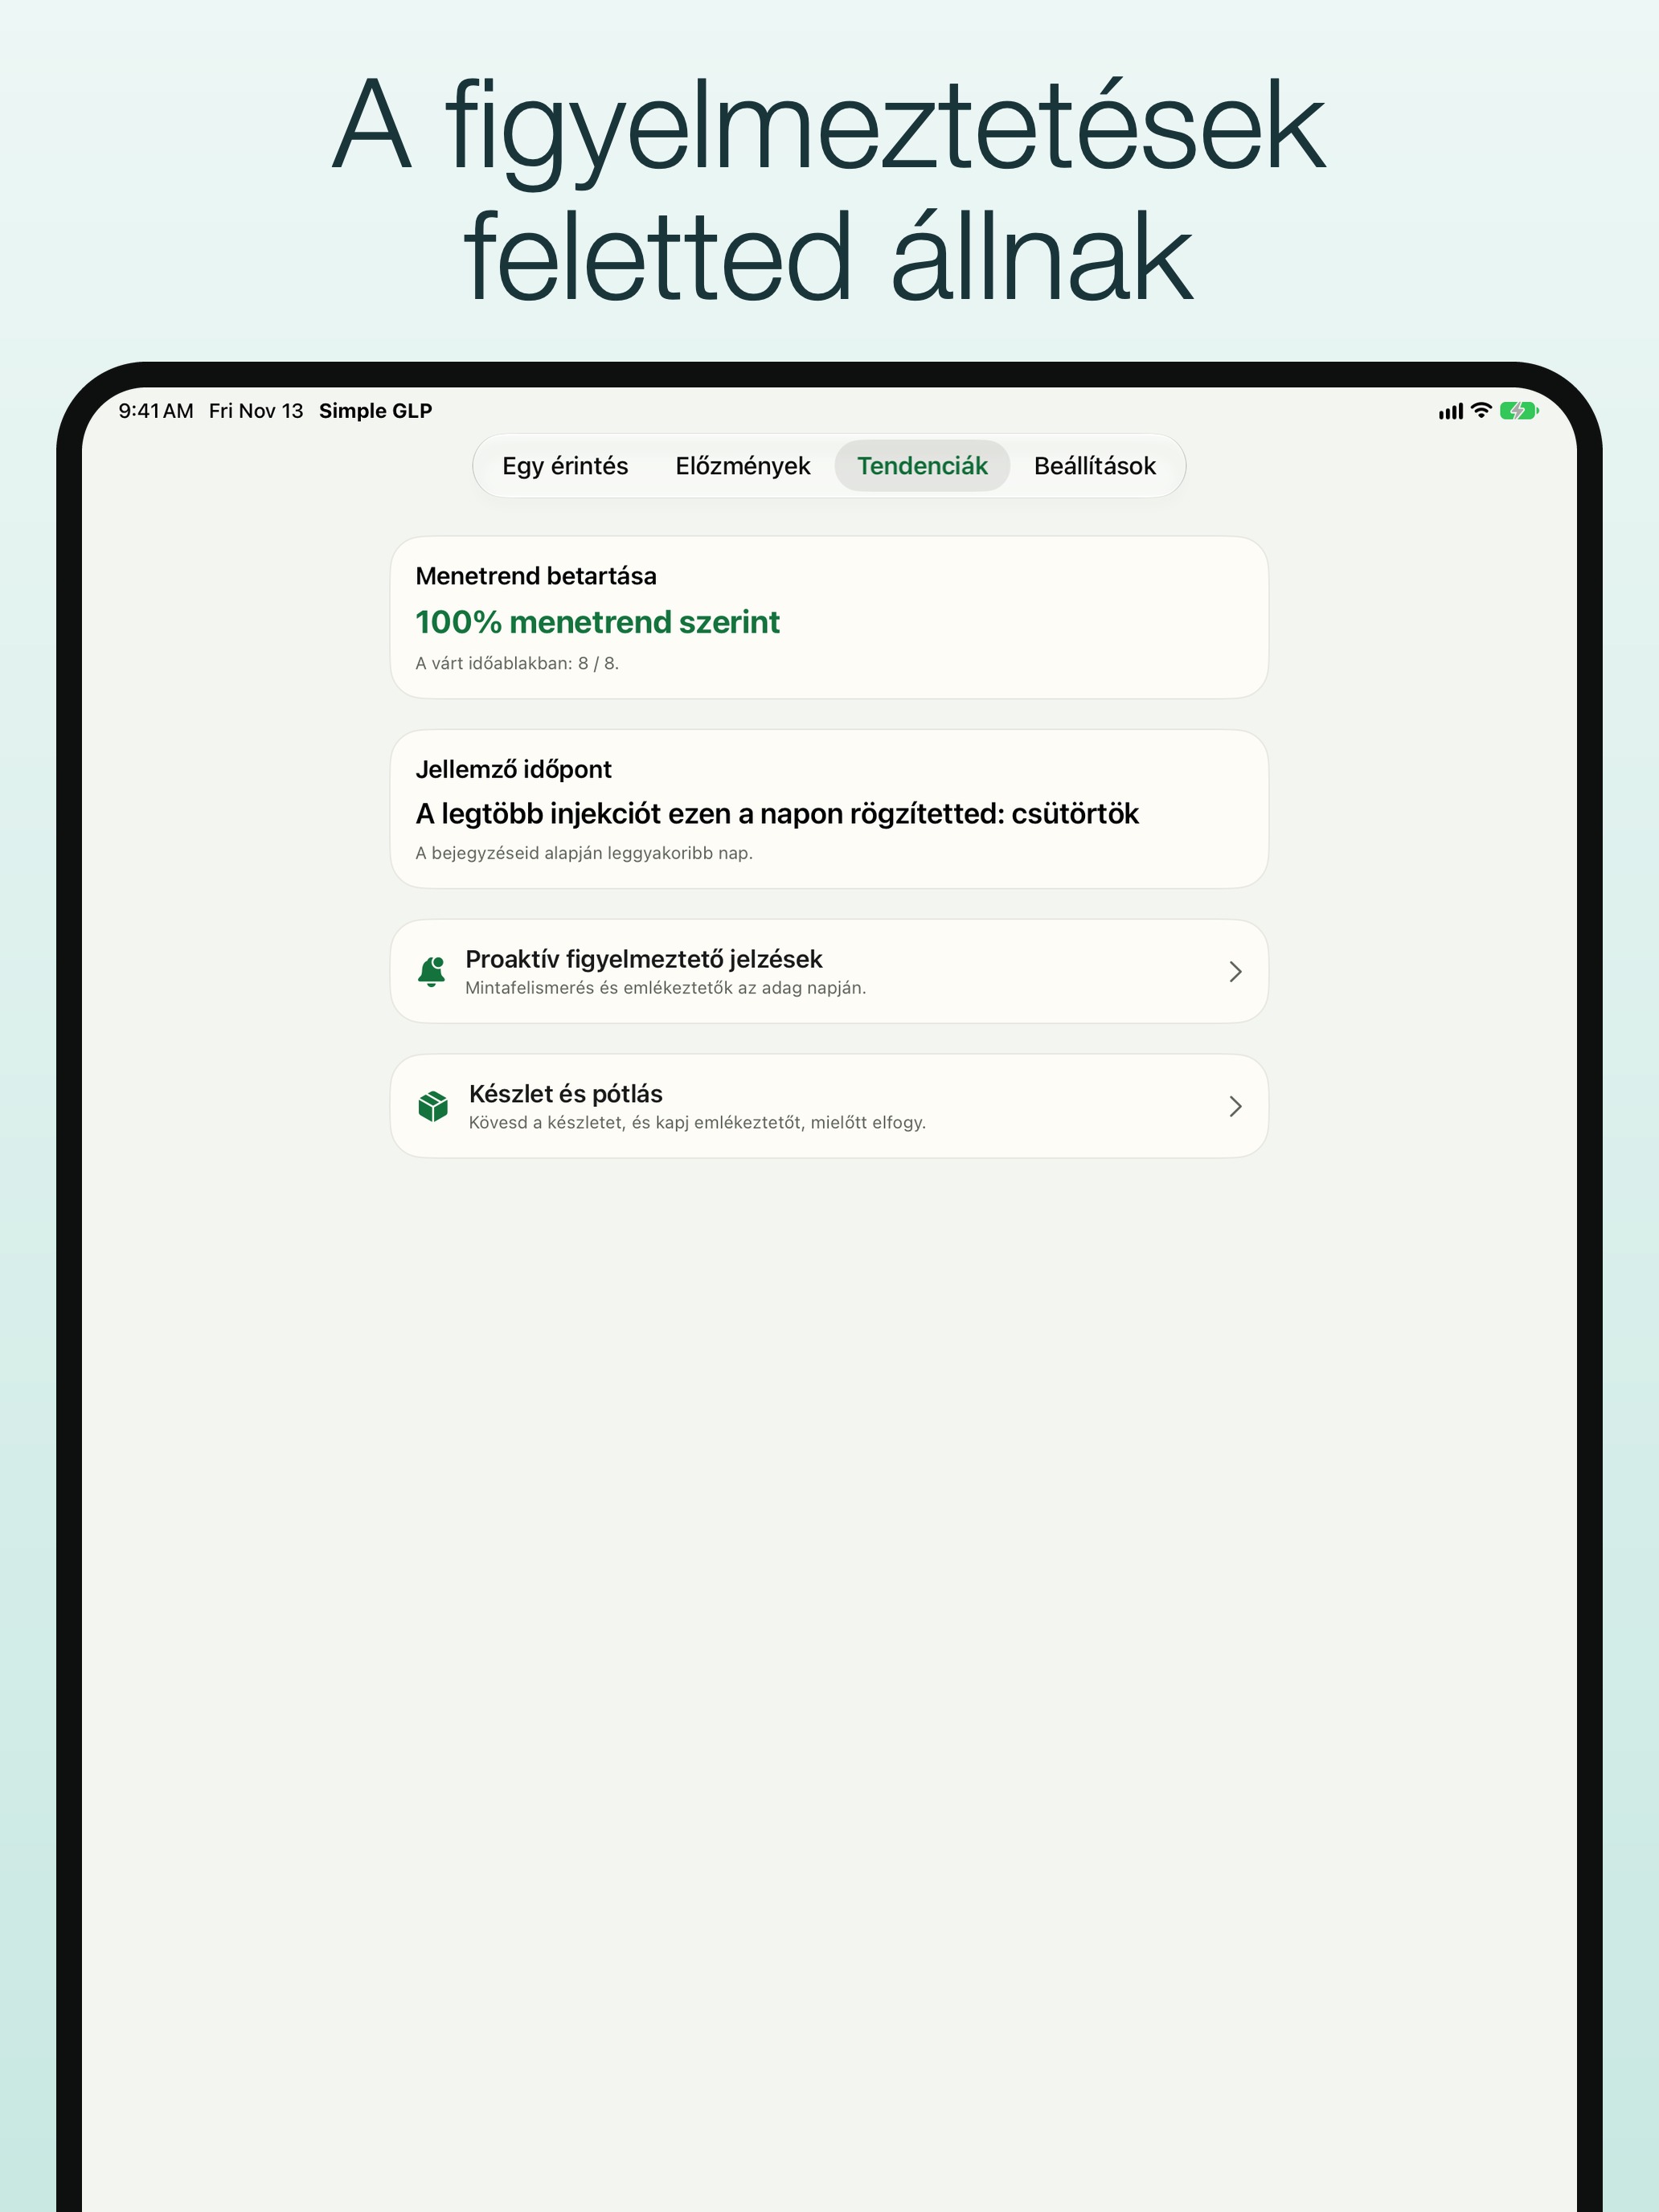 A figyelmeztetések
feletted állnak
9:41 AM Fri Nov 13 Simple GLP
Egy érintés Előzmények Tendenciák Beállítások
Menetrend betartása
100% menetrend szerint
A várt időablakban: 8 / 8.
Jellemző időpont
A legtöbb injekciót ezen a napon rögzítetted: csütörtök
A bejegyzéseid alapján leggyakoribb nap.
Proaktív figyelmeztető jelzések
Mintafelismerés és emlékeztetők az adag napján.
Készlet és pótlás
Kövesd a készletet, és kapj emlékeztetőt, mielőtt elfogy.